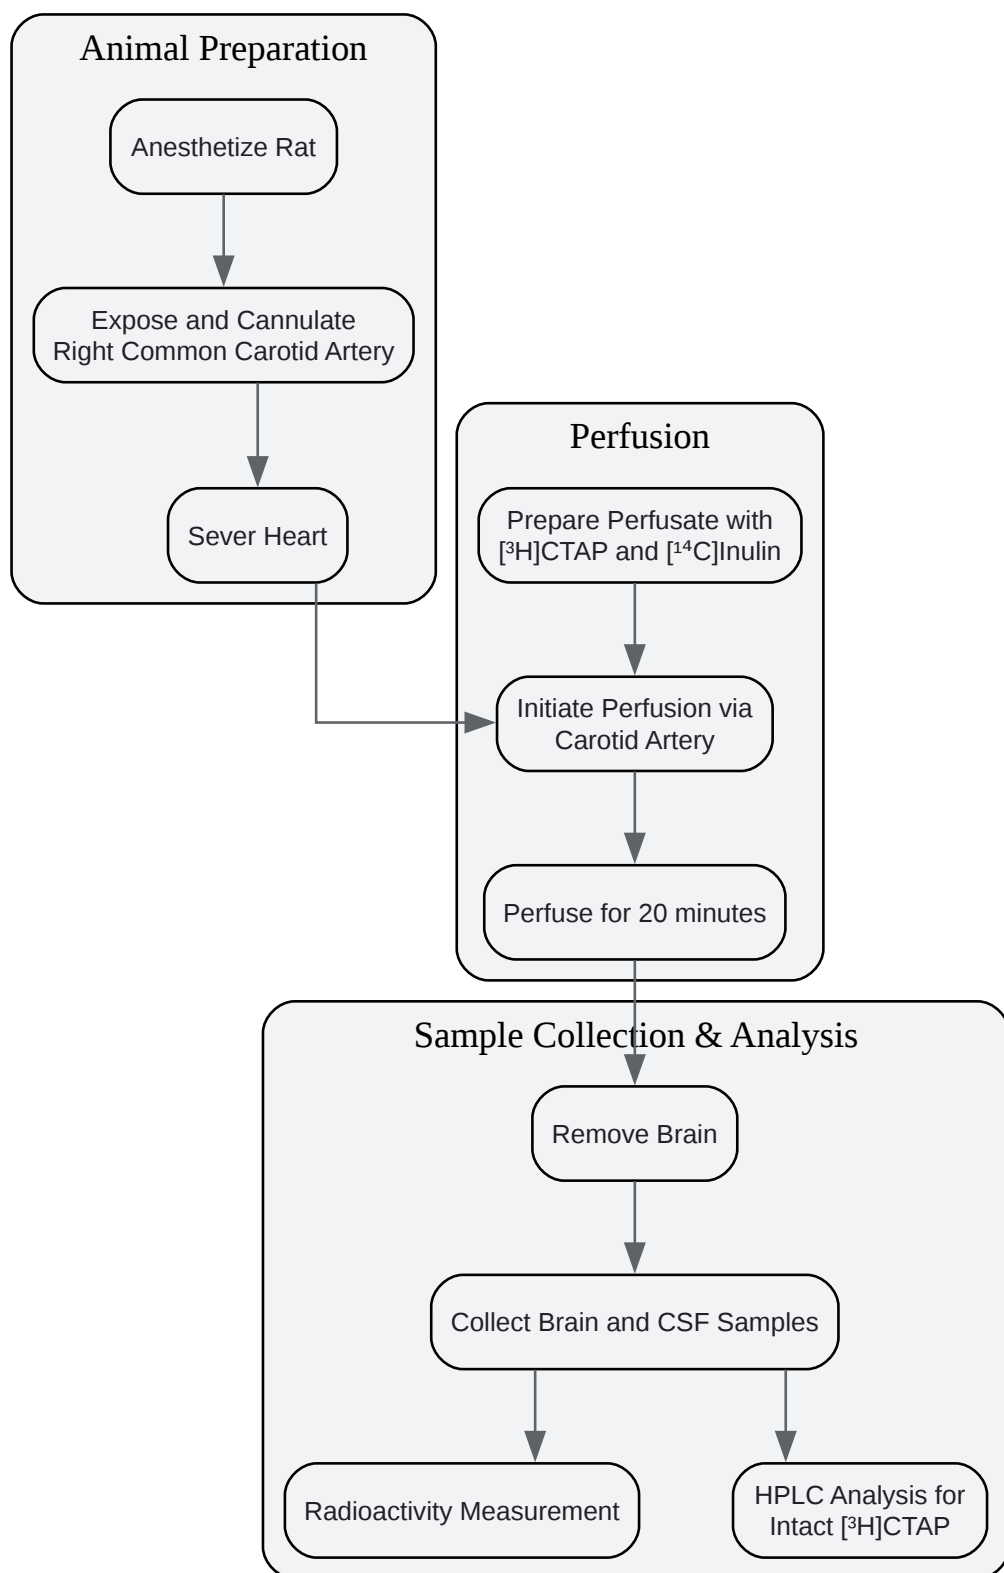 Animal Preparation
Anesthetize Rat
Expose and Cannulate
Right Common Carotid Artery
Sever Heart
Perfusion
Prepare Perfusate with
[³H]CTAP and [¹⁴C]Inulin
Initiate Perfusion via
Carotid Artery
Perfuse for 20 minutes
Sample Collection & Analysis
Remove Brain
Collect Brain and CSF Samples
Radioactivity Measurement
HPLC Analysis for
Intact [³H]CTAP